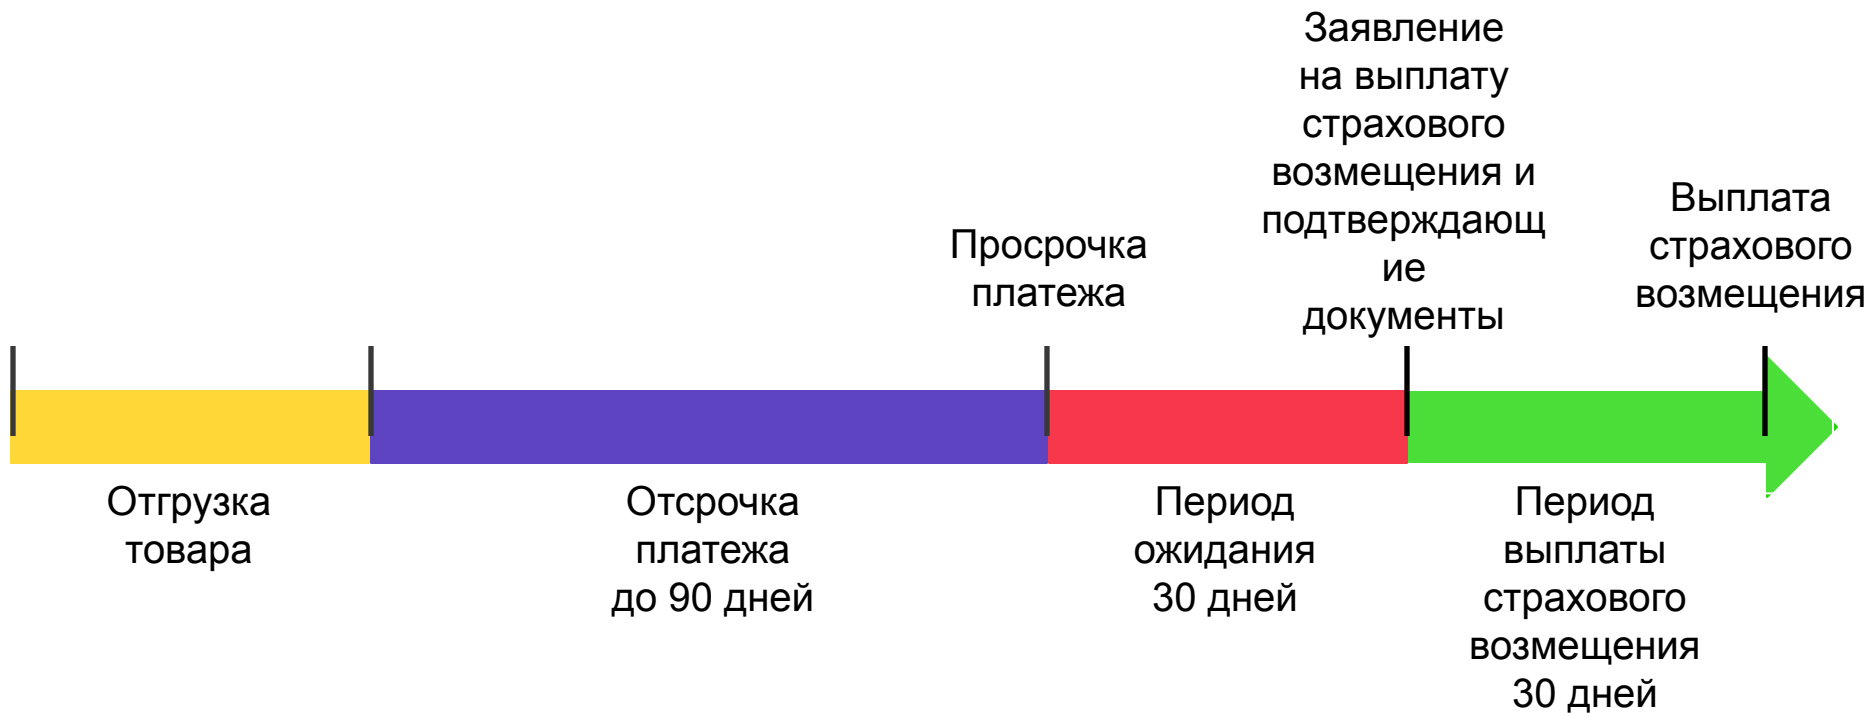 Заявление
на выплату
страхового
возмещения и
подтверждающ
ие
документы
Выплата
страхового
возмещения
Просрочка
платежа
Отгрузка
товара
Отсрочка
платежа
до 90 дней
Период
ожидания
30 дней
Период
выплаты
страхового
возмещения
30 дней